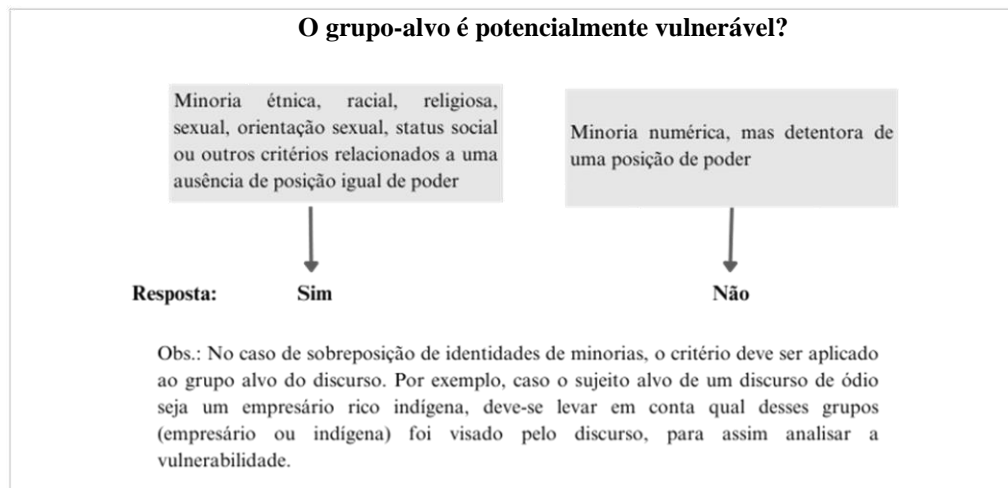 O grupo-alvo é potencialmente vulnerável?
Minoria étnica, racial, religiosa,
sexual, orientação sexual, status social
ou outros critérios relacionados a uma
ausência de posição igual de poder
Minoria numérica, mas detentora de
uma posição de poder
Resposta: Sim Não
Obs.: No caso de sobreposição de identidades de minorias, o critério deve ser aplicado
ao grupo alvo do discurso. Por exemplo, caso o sujeito alvo de um discurso de ódio
seja um empresário rico indígena, deve-se levar em conta qual desses grupos
(empresário ou indígena) foi visado pelo discurso, para assim analisar a
vulnerabilidade.